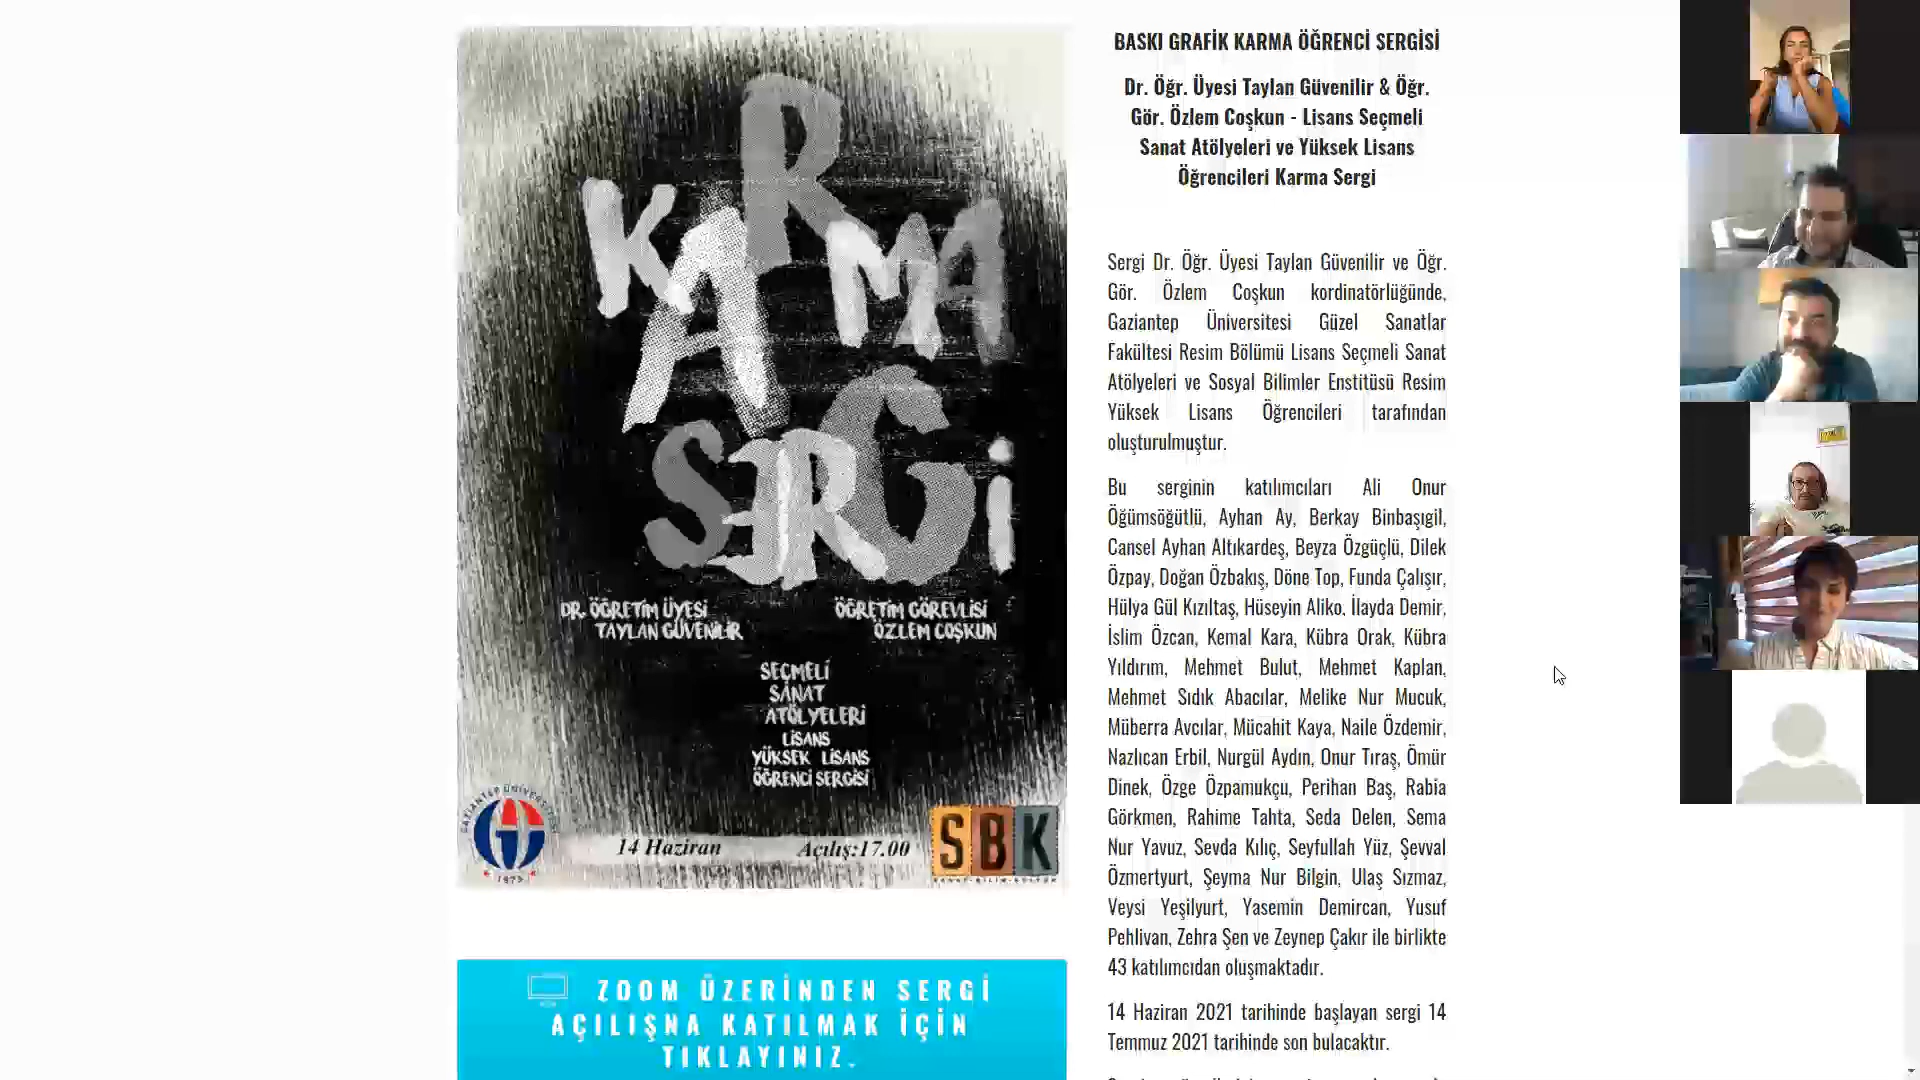 KARMA
SERGİ
DR. ÖĞRETİM ÜYESİ
TAYLAN GÜVENİLİR
ÖĞRETİM GÖREVLİSİ
ÖZLEM COŞKUN
SEÇMELİ
SANAT
ATÖLYELERİ
LİSANS
YÜKSEK LİSANS
ÖĞRENCİ SERGİSİ
GAZİANTEP ÜNİVERSİTESİ
1973
14 Haziran
Açılış:17.00
SBK
SANAT-BİLİM-KÜLTÜR
ZOOM ÜZERİNDEN SERGİ
AÇILIŞNA KATILMAK İÇİN
TIKLAYINIZ.
BASKI GRAFİK KARMA ÖĞRENCİ SERGİSİ
Dr. Öğr. Üyesi Taylan Güvenilir & Öğr.
Gör. Özlem Coşkun - Lisans Seçmeli
Sanat Atölyeleri ve Yüksek Lisans
Öğrencileri Karma Sergi
Sergi Dr. Öğr. Üyesi Taylan Güvenilir ve Öğr.
Gör. Özlem Coşkun kordinatörlüğünde,
Gaziantep Üniversitesi Güzel Sanatlar
Fakültesi Resim Bölümü Lisans Seçmeli Sanat
Atölyeleri ve Sosyal Bilimler Enstitüsü Resim
Yüksek Lisans Öğrencileri tarafından
oluşturulmuştur.
Bu serginin katılımcıları Ali Onur
Öğümsöğütlü, Ayhan Ay, Berkay Binbaşıgil,
Cansel Ayhan Altıkardeş, Beyza Özgüçlü, Dilek
Özpay, Doğan Özbakış, Döne Top, Funda Çalışır,
Hülya Gül Kızıltaş, Hüseyin Aliko, İlayda Demir,
İslim Özcan, Kemal Kara, Kübra Orak, Kübra
Yıldırım, Mehmet Bulut, Mehmet Kaplan,
Mehmet Sıdık Abacılar, Melike Nur Mucuk,
Müberra Avcılar, Mücahit Kaya, Naile Özdemir,
Nazlıcan Erbil, Nurgül Aydın, Onur Tıraş, Ömür
Dinek, Özge Özpamukçu, Perihan Baş, Rabia
Görkmen, Rahime Tahta, Seda Delen, Sema
Nur Yavuz, Sevda Kılıç, Seyfullah Yüz, Şevval
Özmertyurt, Şeyma Nur Bilgin, Ulaş Sızmaz,
Veysi Yeşilyurt, Yasemin Demircan, Yusuf
Pehlivan, Zehra Şen ve Zeynep Çakır ile birlikte
43 katılımcıdan oluşmaktadır.
14 Haziran 2021 tarihinde başlayan sergi 14
Temmuz 2021 tarihinde son bulacaktır.